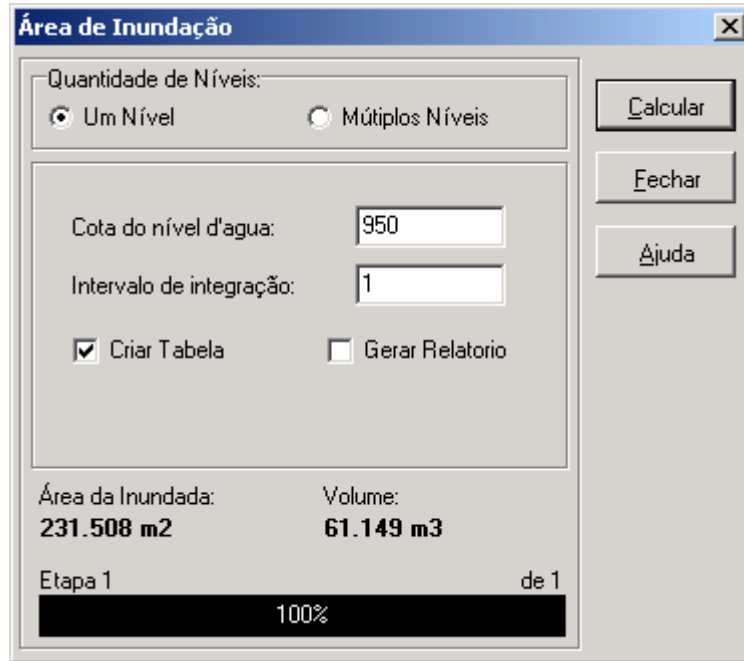 Área de Inundação
Quantidade de Níveis:
Um Nível Mútiplos Níveis
Calcular
Fechar
Ajuda
Cota do nível d'agua: 950
Intervalo de integração: 1
Criar Tabela Gerar Relatorio
Área da Inundada: Volume:
231.508 m2 61.149 m3
Etapa 1 de 1
100%